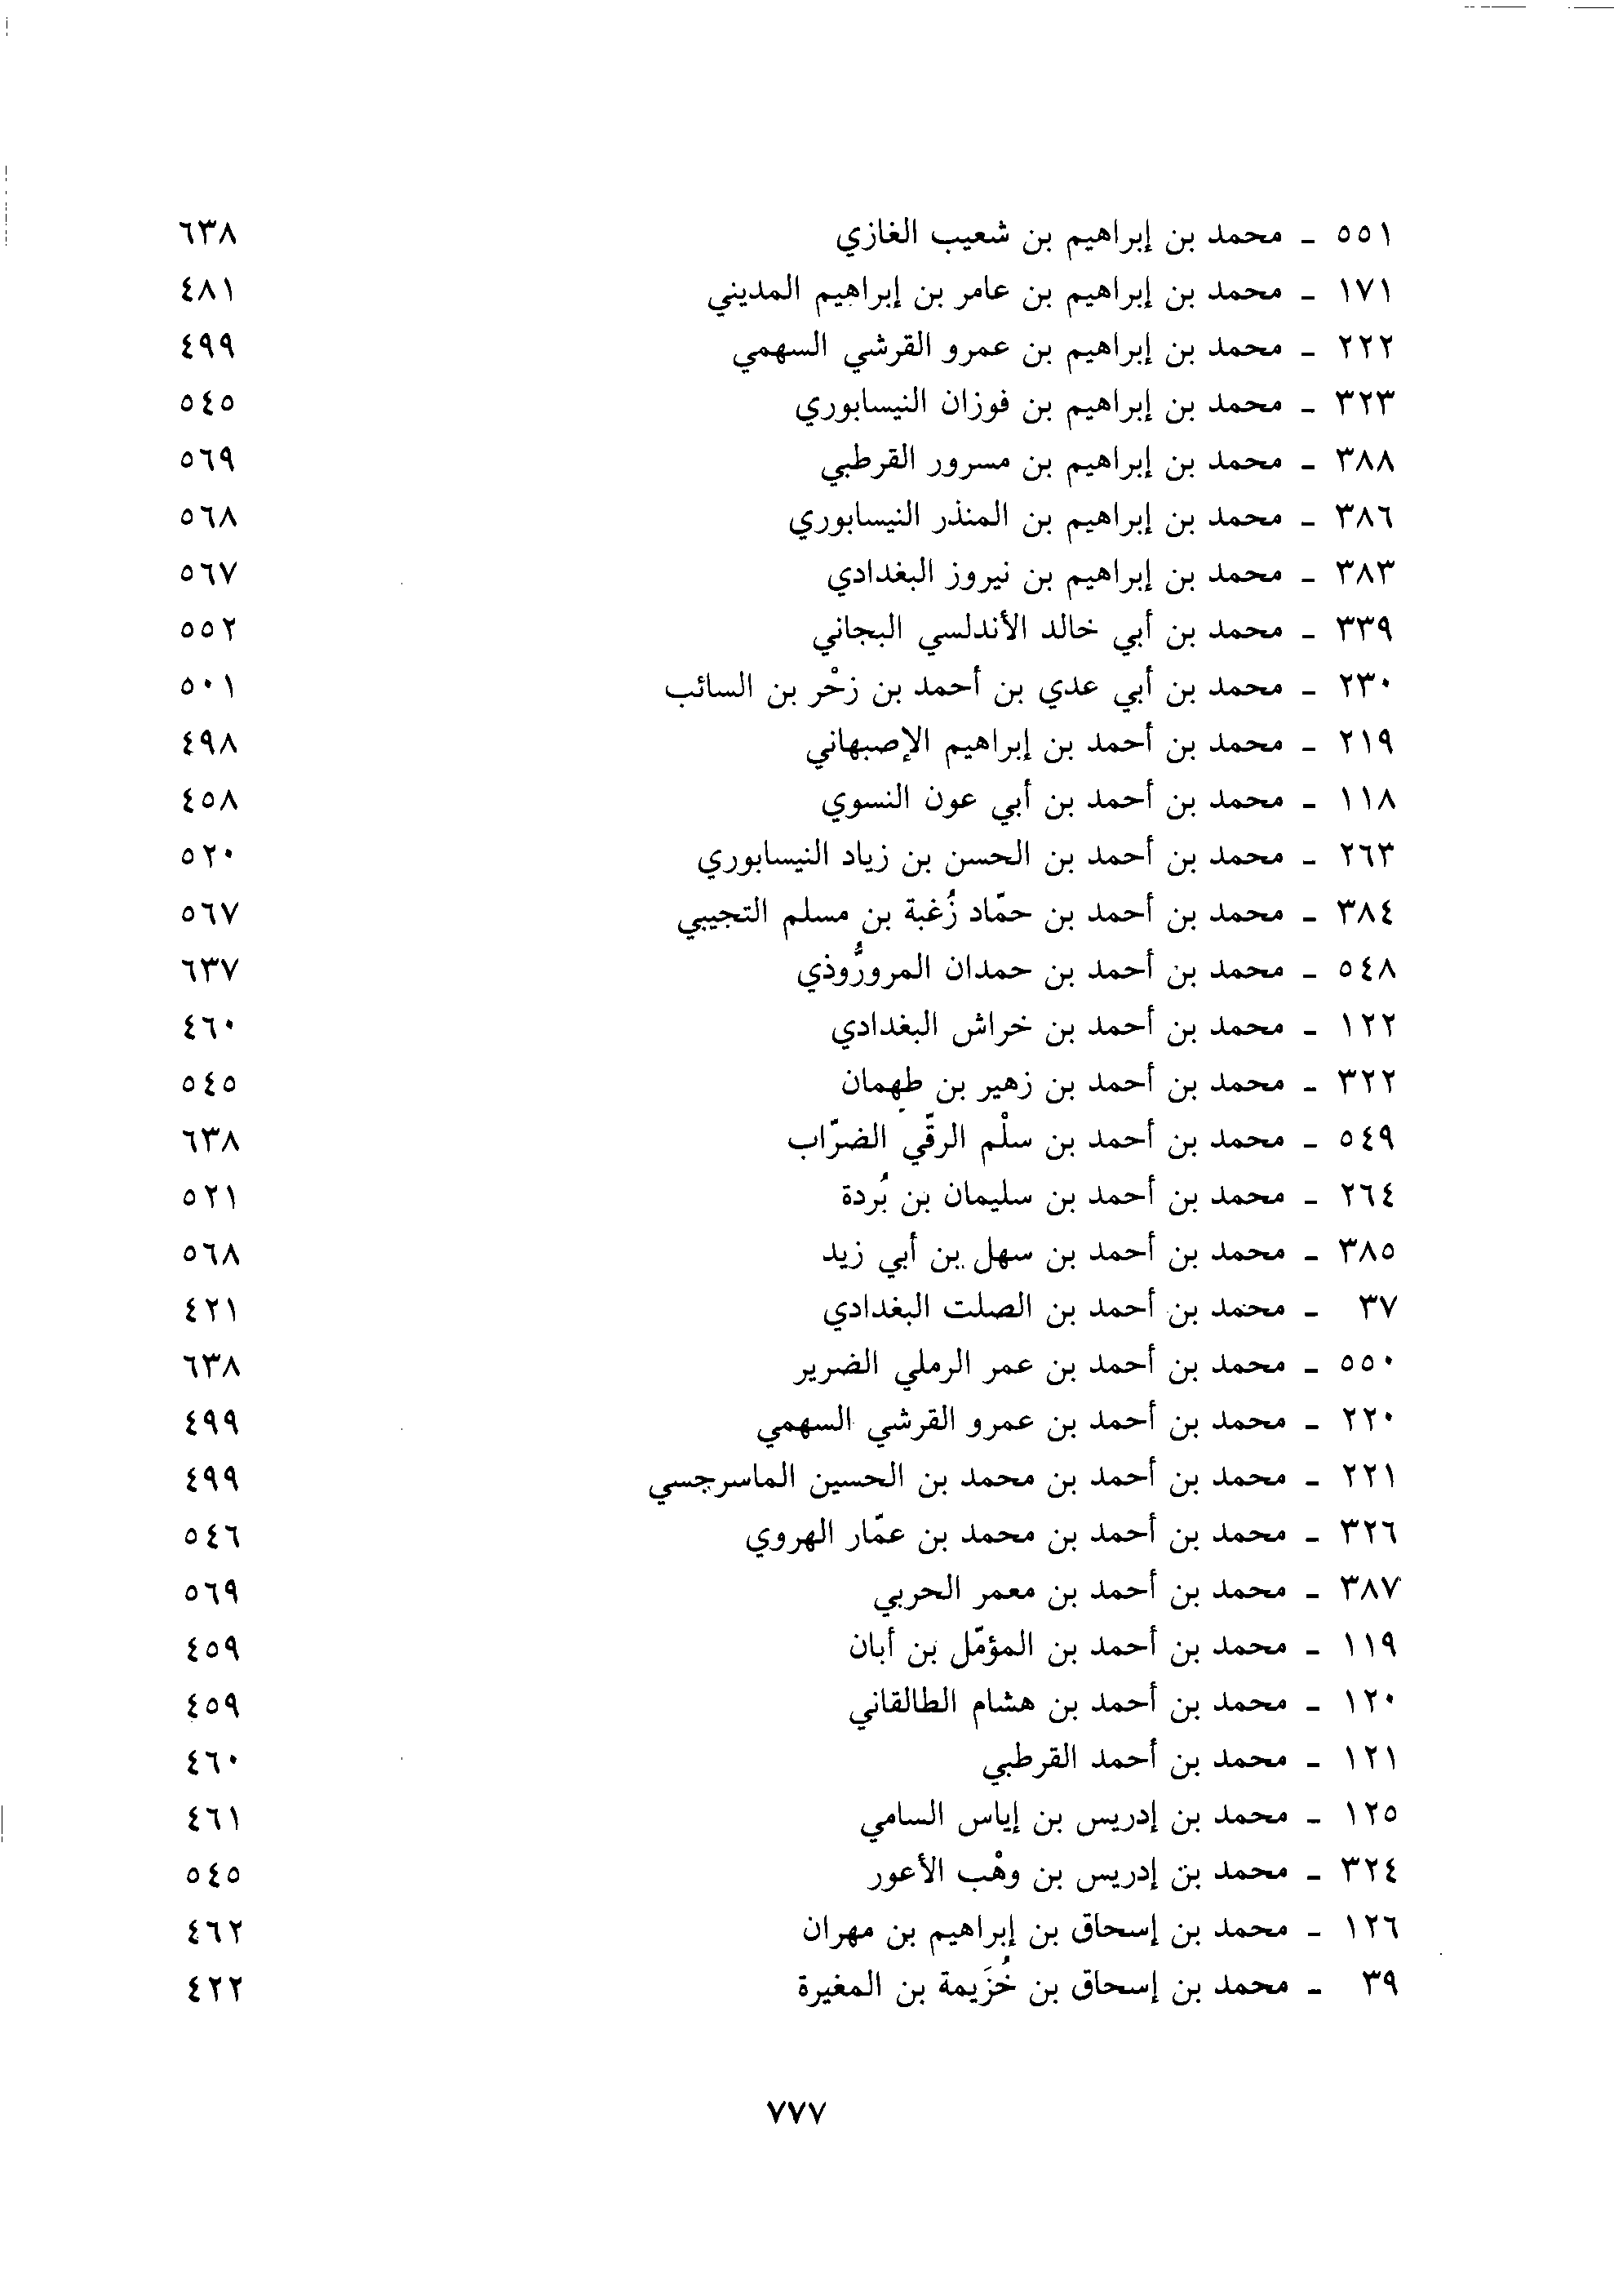 ٥٥١ - محمد بن إبراهيم بن شعيب الغازي ٦٣٨
١٧١ - محمد بن إبراهيم بن عامر بن إبراهيم المديني ٤٨١
٢٢٢ - محمد بن إبراهيم بن عمرو القرشي السهمي ٤٩٩
٣٢٣ - محمد بن إبراهيم بن فوزان النيسابوري ٥٤٥
٣٨٨ - محمد بن إبراهيم بن مسرور القرطبي ٥٦٩
٣٨٦ - محمد بن إبراهيم بن المنذر النيسابوري ٥٦٨
٣٨٣ - محمد بن إبراهيم بن نيروز البغدادي ٥٦٧
٣٣٩ - محمد بن أبي خالد الأندلسي البجاني ٥٥٢
٢٣٠ - محمد بن أبي عدي بن أحمد بن زحْر بن السائب ٥٠١
٢١٩ - محمد بن أحمد بن إبراهيم الإصبهاني ٤٩٨
١١٨ - محمد بن أحمد بن أبي عون النسوي ٤٥٨
٢٦٣ - محمد بن أحمد بن الحسن بن زياد النيسابوري ٥٢٠
٣٨٤ - محمد بن أحمد بن حمّاد زُغبة بن مسلم التجيبي ٥٦٧
٥٤٨ - محمد بن أحمد بن حمدان المرورُّوذي ٦٣٧
١٢٢ - محمد بن أحمد بن خراش البغدادي ٤٦٠
٣٢٢ - محمد بن أحمد بن زهير بن طهمان ٥٤٥
٥٤٩ - محمد بن أحمد بن سلْم الرقّي الضرّاب ٦٣٨
٢٦٤ - محمد بن أحمد بن سليمان بن بُردة ٥٢١
٣٨٥ - محمد بن أحمد بن سهل بن أبي زيد ٥٦٨
٣٧ - محمد بن أحمد بن الصلت البغدادي ٤٢١
٥٥٠ - محمد بن أحمد بن عمر الرملي الضرير ٦٣٨
٢٢٠ - محمد بن أحمد بن عمرو القرشي السهمي ٤٩٩
٢٢١ - محمد بن أحمد بن محمد بن الحسين الماسرجسي ٤٩٩
٣٢٦ - محمد بن أحمد بن محمد بن عمّار الهروي ٥٤٦
٣٨٧ - محمد بن أحمد بن معمر الحربي ٥٦٩
١١٩ - محمد بن أحمد بن المؤمّل بن أبان ٤٥٩
١٢٠ - محمد بن أحمد بن هشام الطالقاني ٤٥٩
١٢١ - محمد بن أحمد القرطبي ٤٦٠
١٢٥ - محمد بن إدريس بن إياس السامي ٤٦١
٣٢٤ - محمد بن إدريس بن وهْب الأعور ٥٤٥
١٢٦ - محمد بن إسحاق بن إبراهيم بن مهران ٤٦٢
٣٩ - محمد بن إسحاق بن خُزَيمة بن المغيرة ٤٢٢
٧٧٧